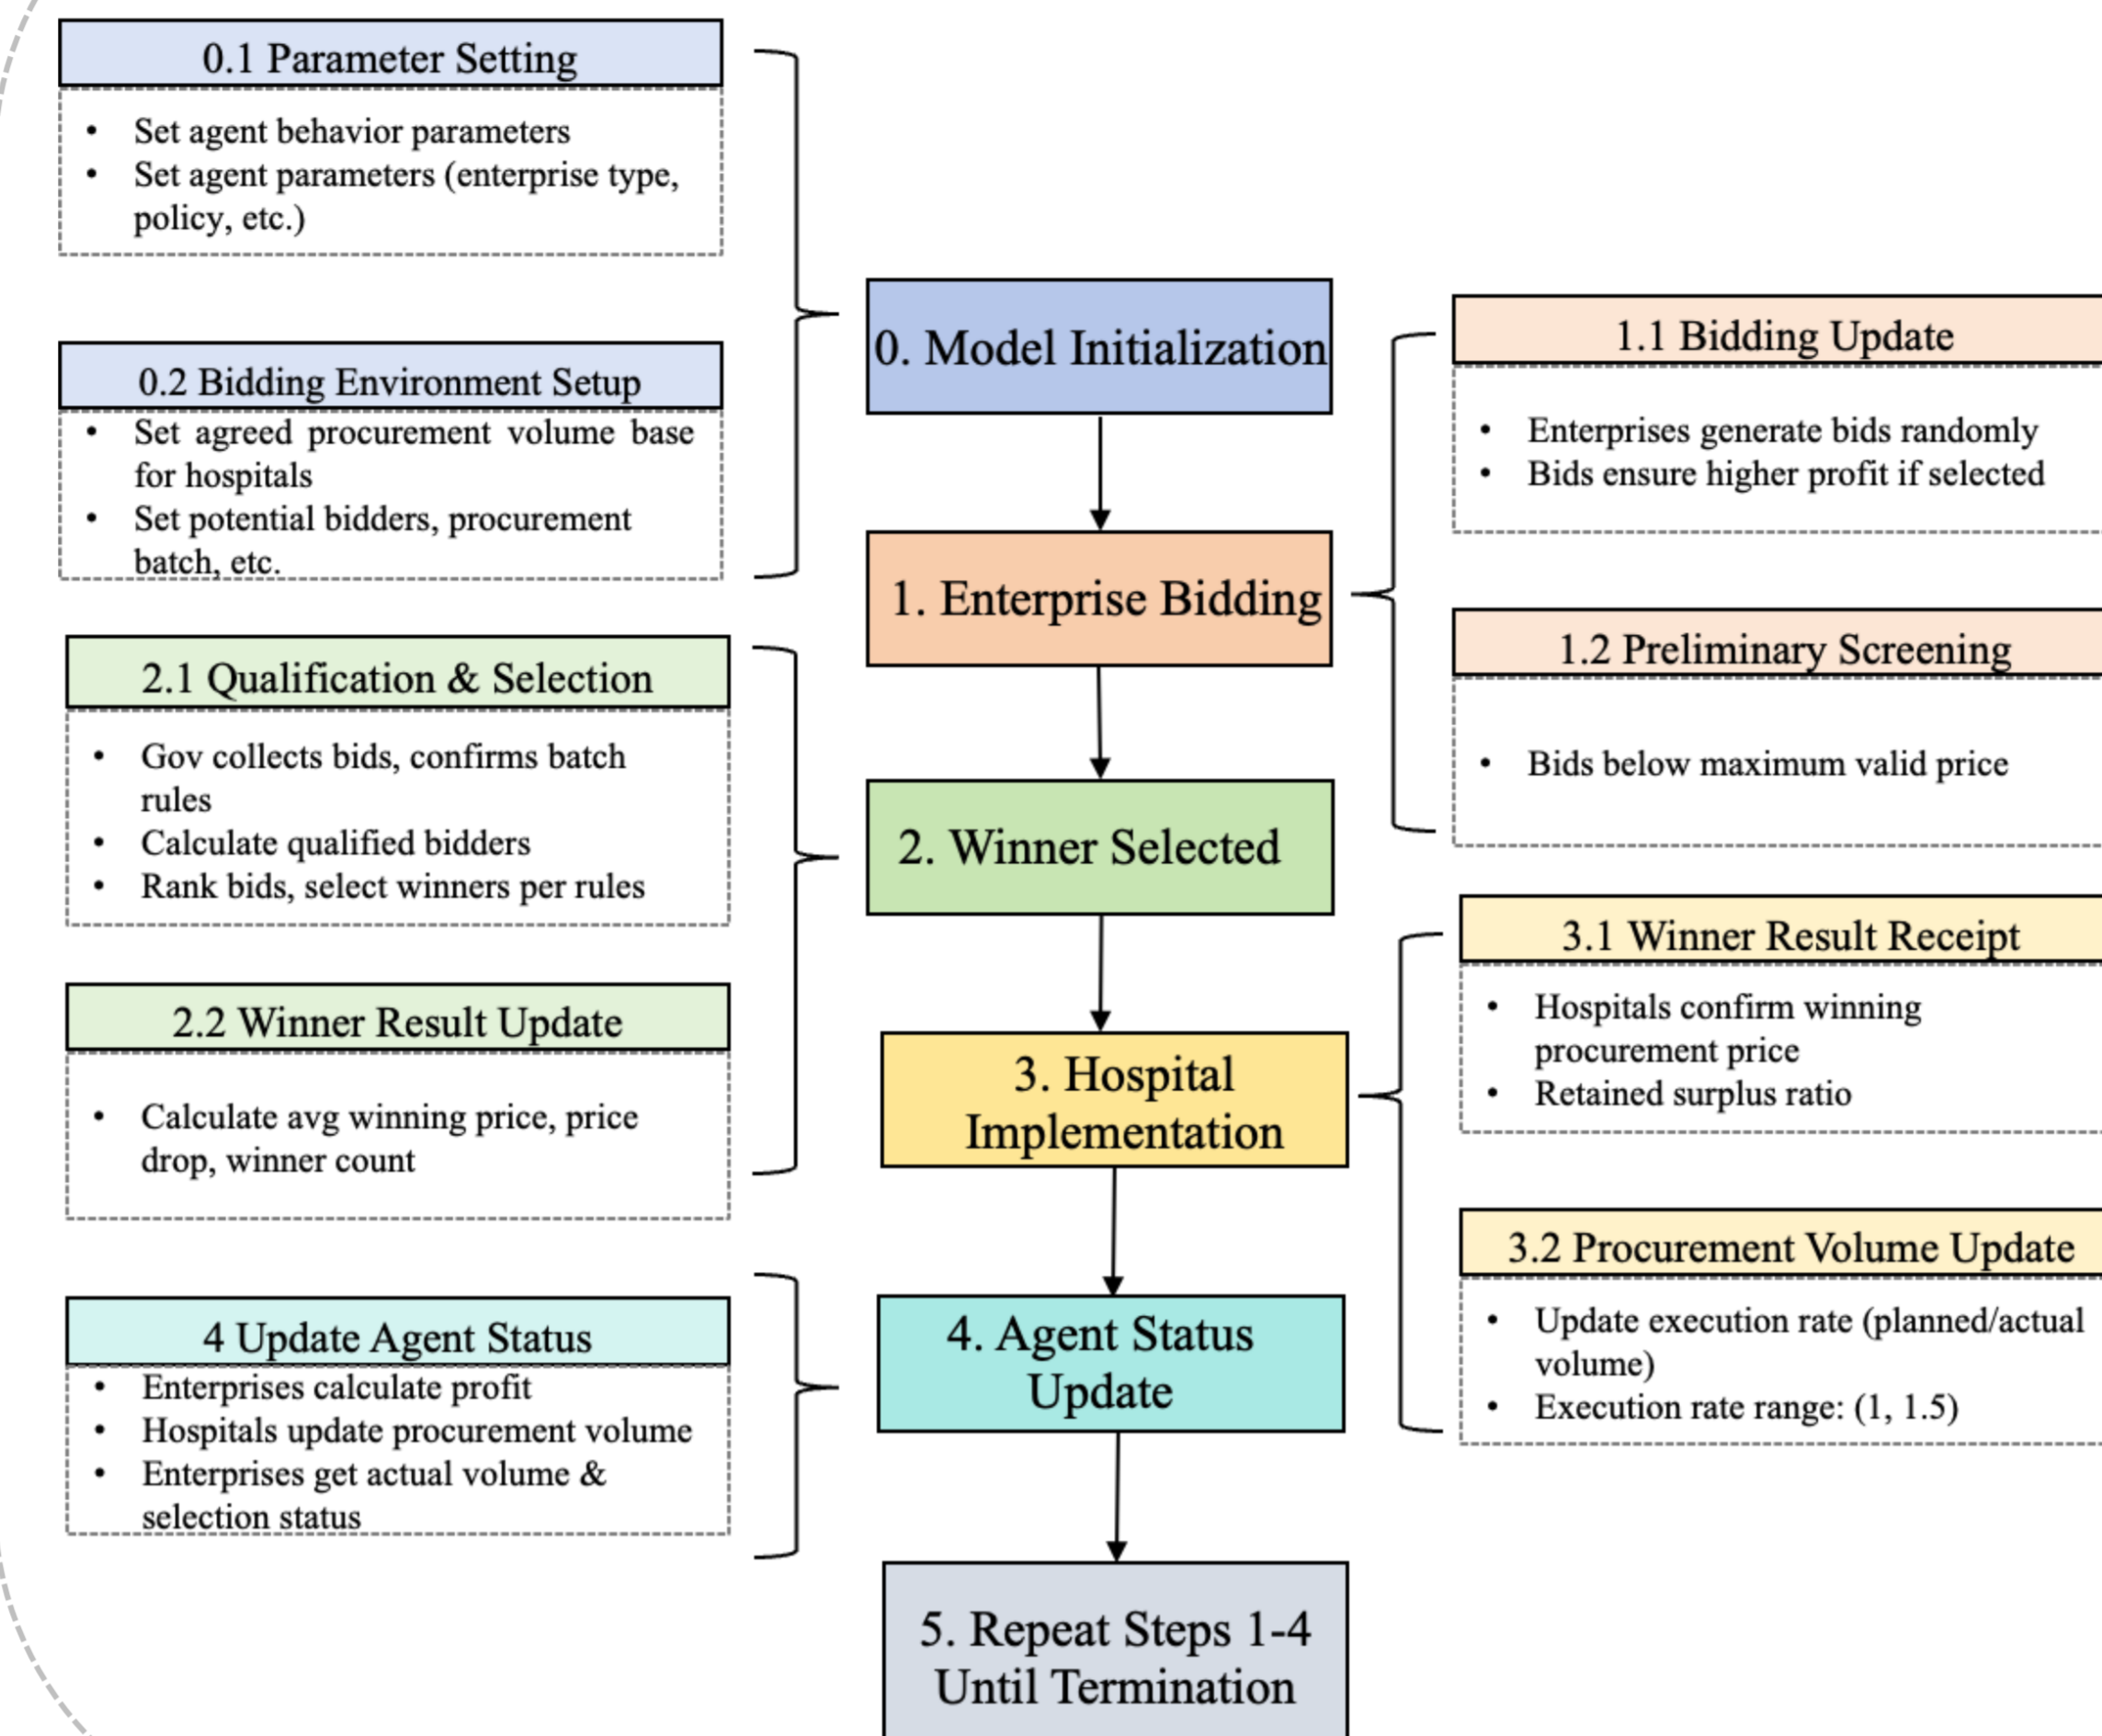 0.1 Parameter Setting
• Set agent behavior parameters
• Set agent parameters (enterprise type,
policy, etc.)
0.2 Bidding Environment Setup
• Set agreed procurement volume base
for hospitals
• Set potential bidders, procurement
batch, etc.
0. Model Initialization
1. Enterprise Bidding
1.1 Bidding Update
• Enterprises generate bids randomly
• Bids ensure higher profit if selected
1.2 Preliminary Screening
• Bids below maximum valid price
2.1 Qualification & Selection
• Gov collects bids, confirms batch
rules
• Calculate qualified bidders
• Rank bids, select winners per rules
2.2 Winner Result Update
• Calculate avg winning price, price
drop, winner count
2. Winner Selected
3. Hospital
Implementation
3.1 Winner Result Receipt
• Hospitals confirm winning
procurement price
• Retained surplus ratio
3.2 Procurement Volume Update
• Update execution rate (planned/actual
volume)
• Execution rate range: (1, 1.5)
4 Update Agent Status
• Enterprises calculate profit
• Hospitals update procurement volume
• Enterprises get actual volume &
selection status
4. Agent Status
Update
5. Repeat Steps 1-4
Until Termination